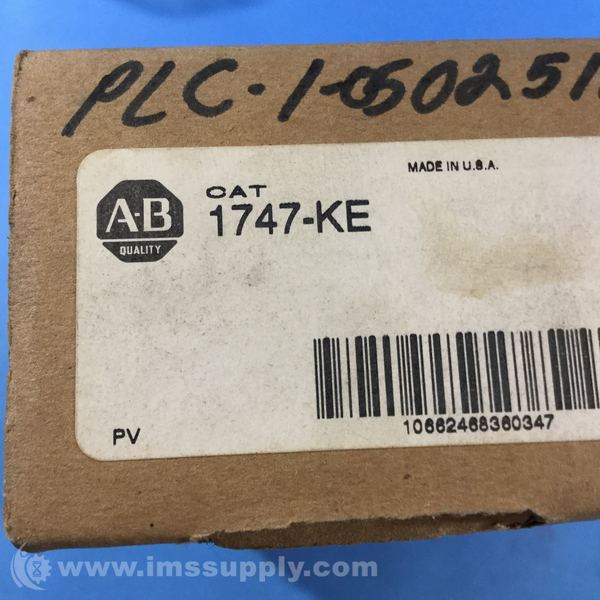 PLC-1-050251
MADE IN U.S.A.
A-B
QUALITY
CAT
1747-KE
10662468360347
PV
www.imssupply.com